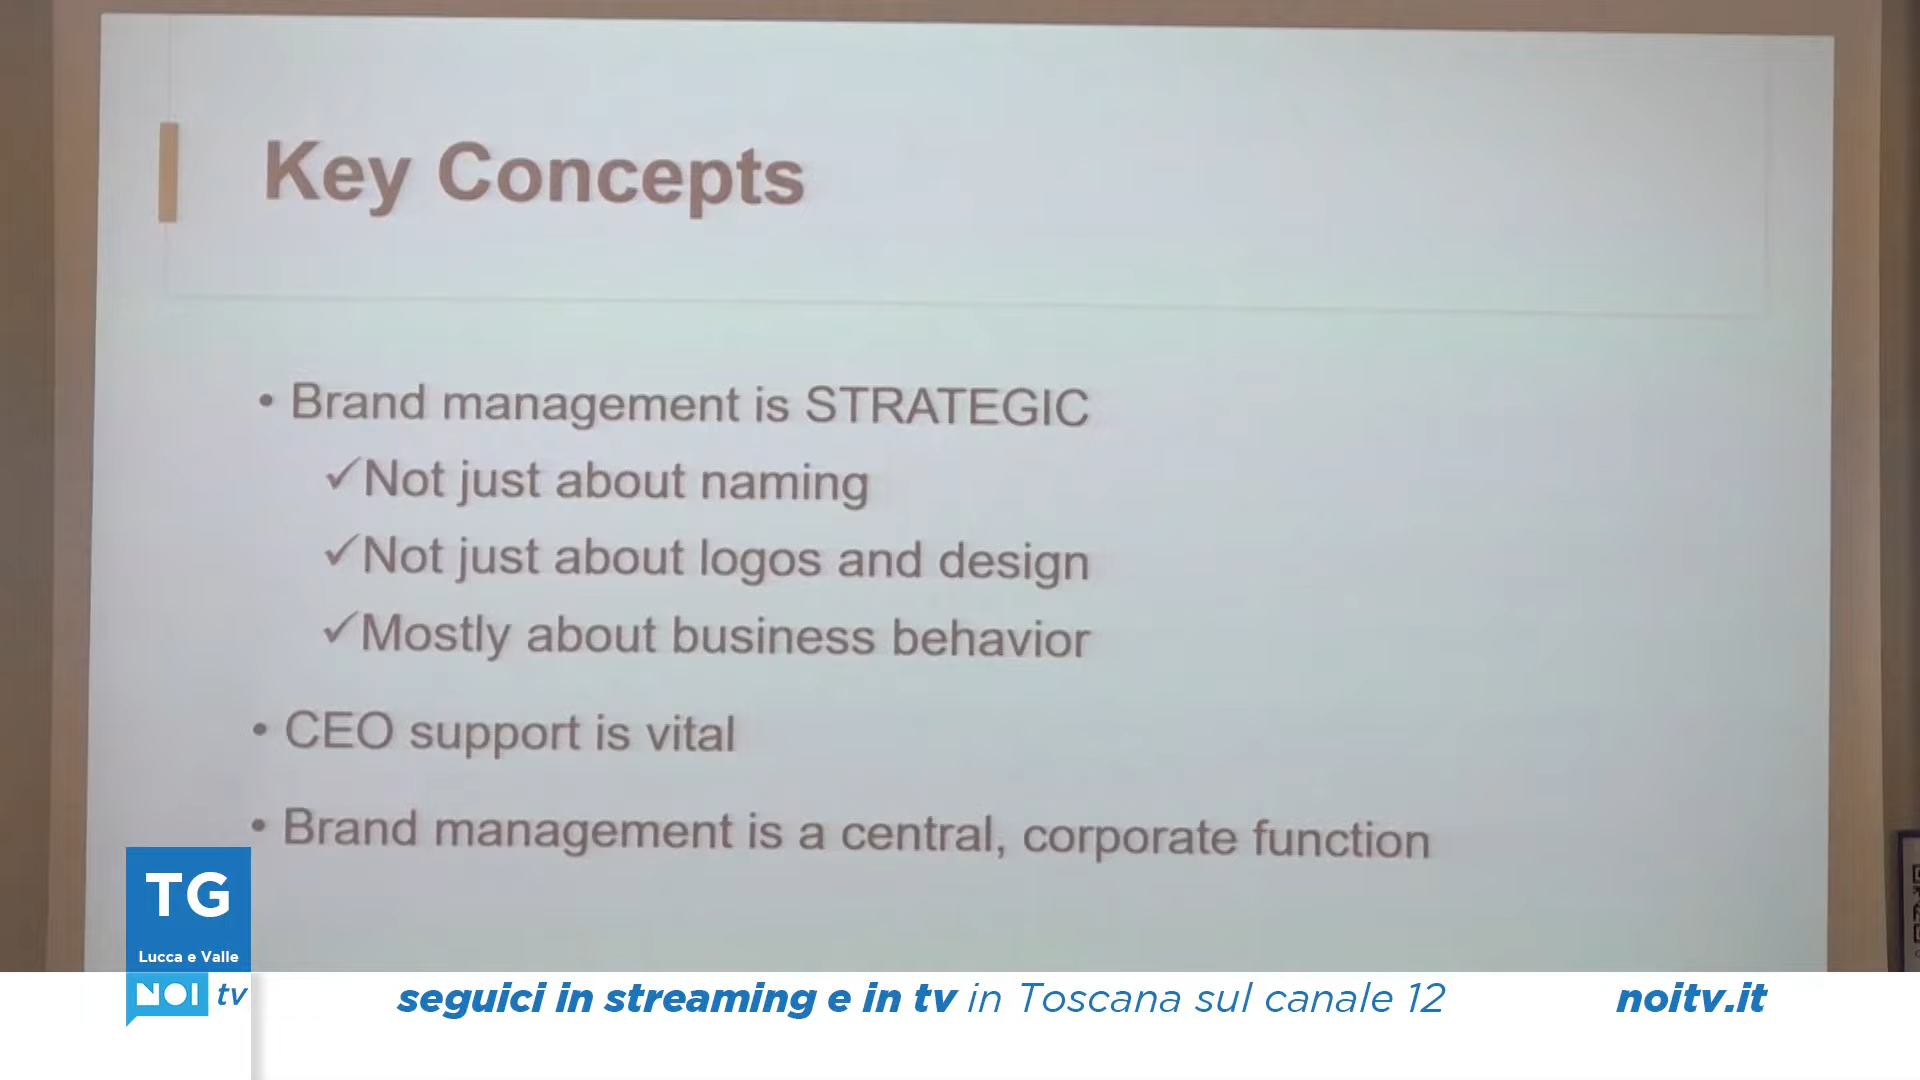 Key Concepts
• Brand management is STRATEGIC
✓Not just about naming
✓Not just about logos and design
✓Mostly about business behavior
• CEO support is vital
• Brand management is a central, corporate function
TG
Lucca e Valle
NOI tv
seguici in streaming e in tv in Toscana sul canale 12
noitv.it